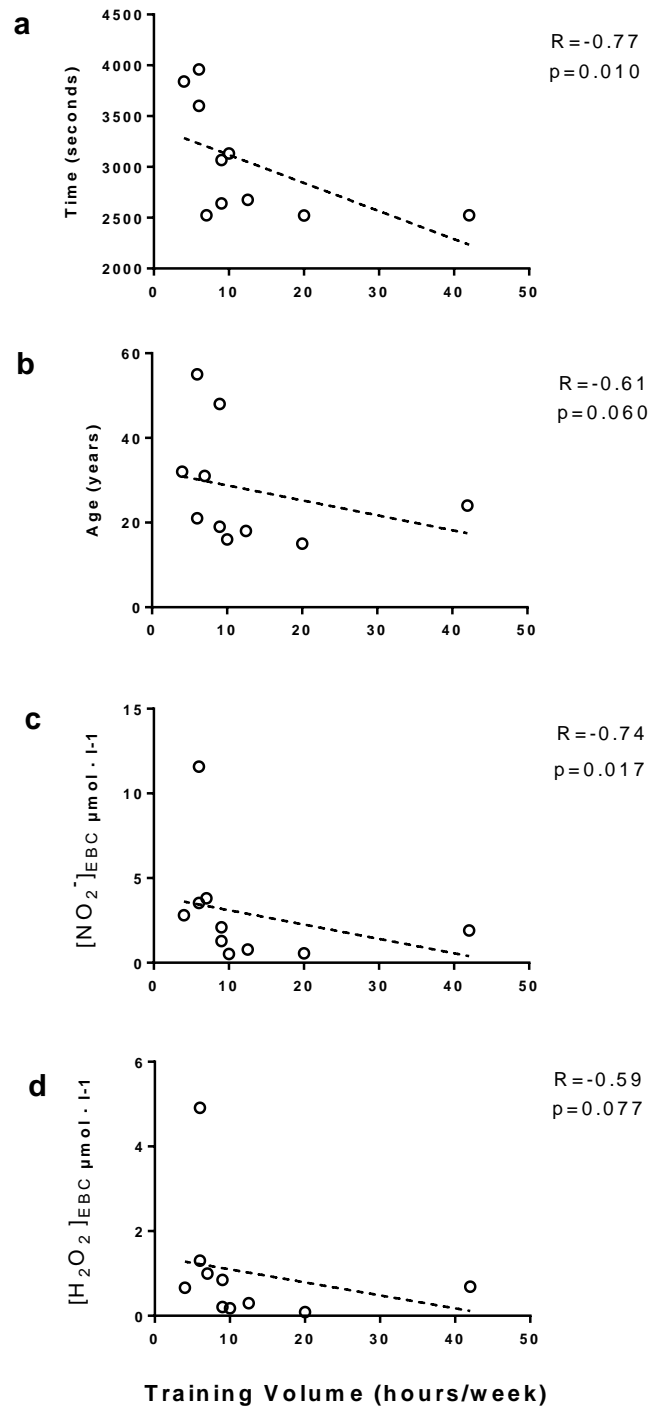 a
R=-0.77
p=0.010
Time (seconds)
4500
4000
3500
3000
2500
2000
0 10 20 30 40 50
b
R=-0.61
p=0.060
Age (years)
60
40
20
0
0 10 20 30 40 50
c
R=-0.74
p=0.017
[NO₂⁻]EBC µmol · l-1
15
10
5
0
0 10 20 30 40 50
d
R=-0.59
p=0.077
[H₂O₂]EBC µmol · l-1
6
4
2
0
0 10 20 30 40 50
Training Volume (hours/week)